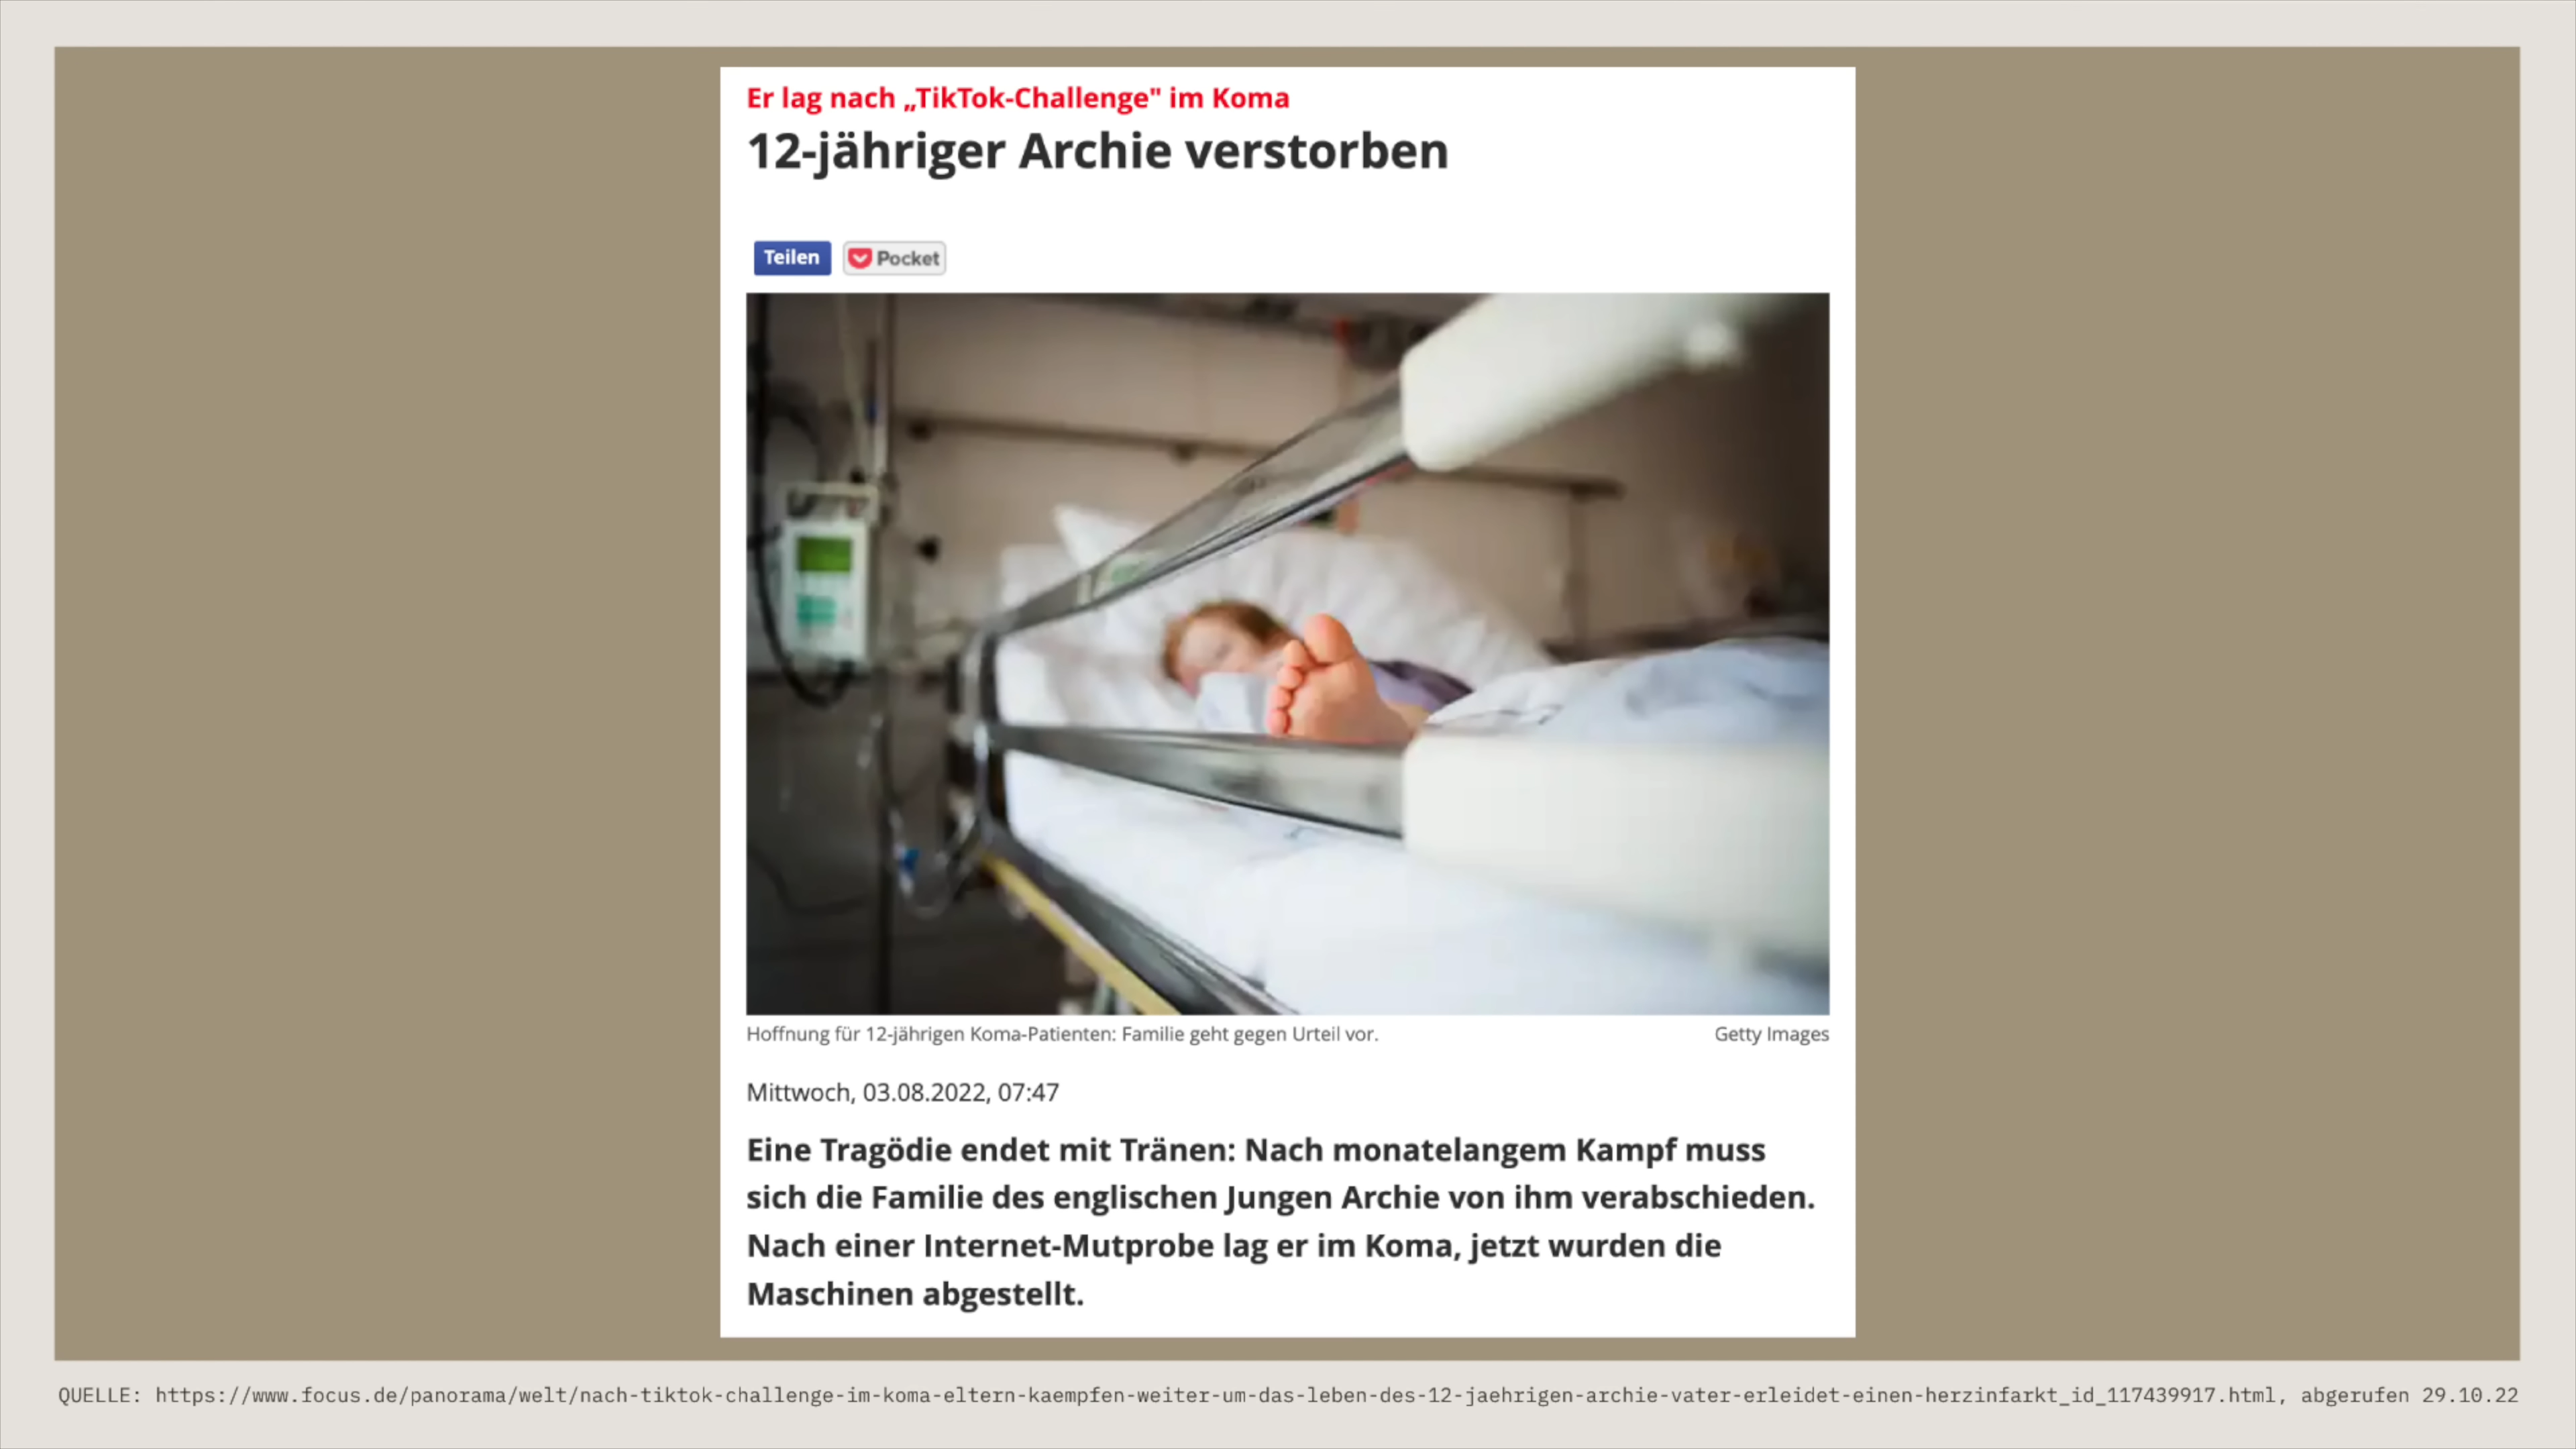 Er lag nach „TikTok-Challenge" im Koma
12-jähriger Archie verstorben
Teilen
Pocket
Hoffnung für 12-jährigen Koma-Patienten: Familie geht gegen Urteil vor.
Getty Images
Mittwoch, 03.08.2022, 07:47
Eine Tragödie endet mit Tränen: Nach monatelangem Kampf muss
sich die Familie des englischen Jungen Archie von ihm verabschieden.
Nach einer Internet-Mutprobe lag er im Koma, jetzt wurden die
Maschinen abgestellt.
QUELLE: https://www.focus.de/panorama/welt/nach-tiktok-challenge-im-koma-eltern-kaempfen-weiter-um-das-leben-des-12-jaehrigen-archie-vater-erleidet-einen-herzinfarkt_id_117439917.html, abgerufen 29.10.22